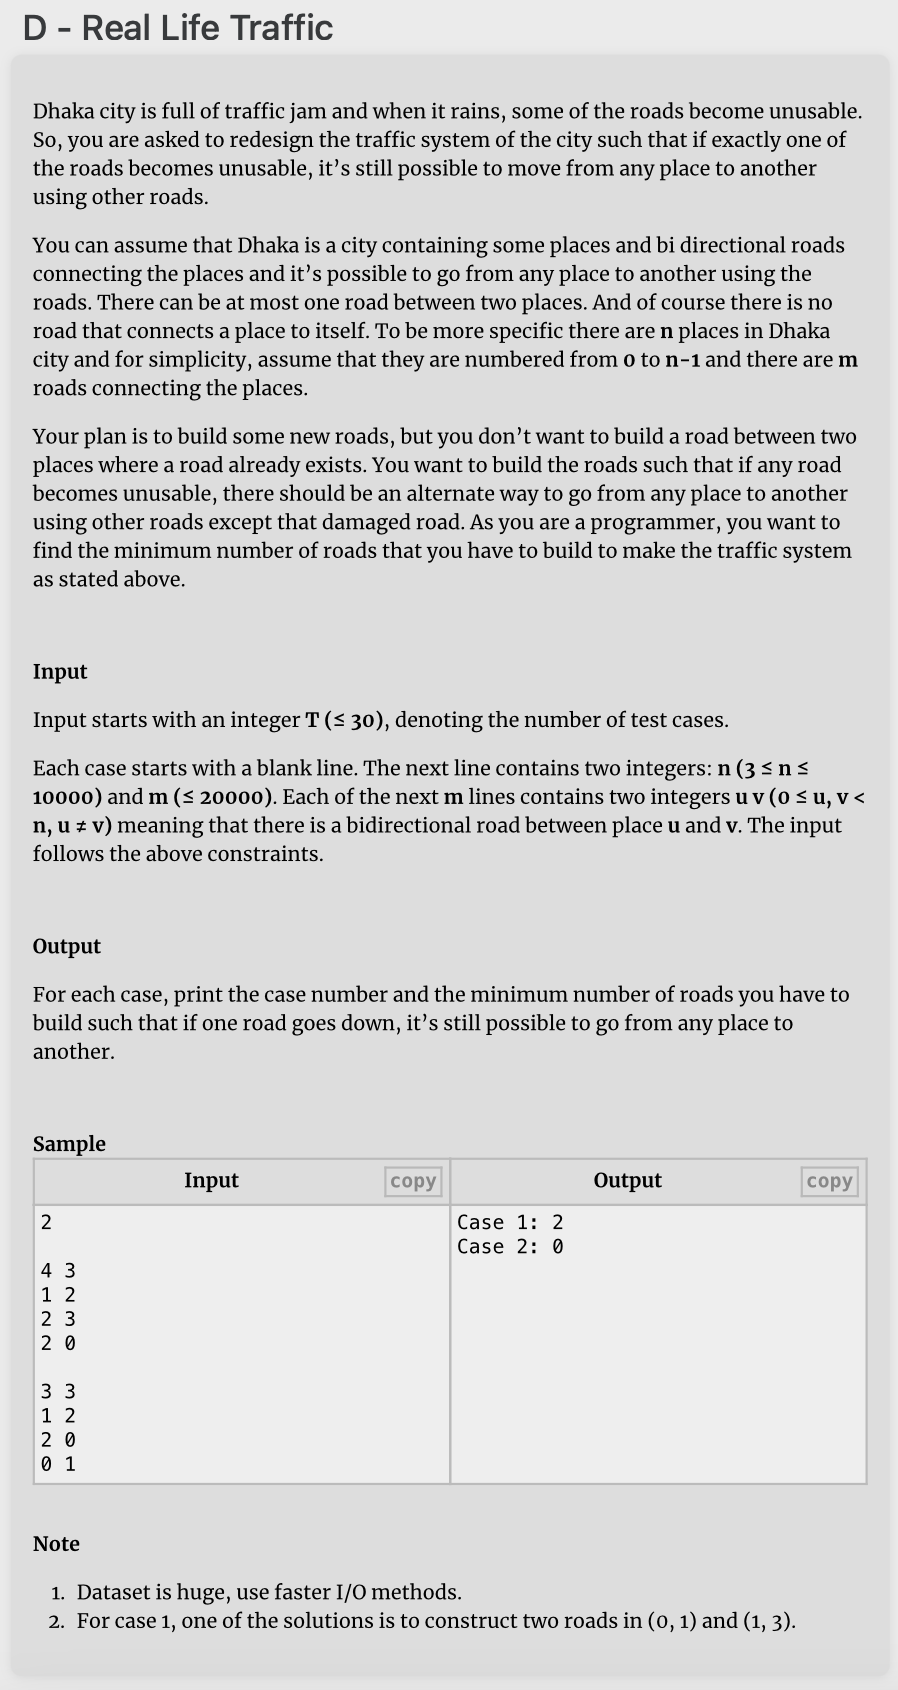 D - Real Life Traffic
Dhaka city is full of traffic jam and when it rains, some of the roads become unusable.
So, you are asked to redesign the traffic system of the city such that if exactly one of
the roads becomes unusable, it’s still possible to move from any place to another
using other roads.
You can assume that Dhaka is a city containing some places and bi directional roads
connecting the places and it’s possible to go from any place to another using the
roads. There can be at most one road between two places. And of course there is no
road that connects a place to itself. To be more specific there are n places in Dhaka
city and for simplicity, assume that they are numbered from 0 to n-1 and there are m
roads connecting the places.
Your plan is to build some new roads, but you don’t want to build a road between two
places where a road already exists. You want to build the roads such that if any road
becomes unusable, there should be an alternate way to go from any place to another
using other roads except that damaged road. As you are a programmer, you want to
find the minimum number of roads that you have to build to make the traffic system
as stated above.
Input
Input starts with an integer T (≤ 30), denoting the number of test cases.
Each case starts with a blank line. The next line contains two integers: n (3 ≤ n ≤
10000) and m (≤ 20000). Each of the next m lines contains two integers u v (0 ≤ u, v <
n, u ≠ v) meaning that there is a bidirectional road between place u and v. The input
follows the above constraints.
Output
For each case, print the case number and the minimum number of roads you have to
build such that if one road goes down, it’s still possible to go from any place to
another.
Sample
Input copy Output copy
2
4 3
1 2
2 3
2 0
3 3
1 2
2 0
0 1
Case 1: 2
Case 2: 0
Note
1. Dataset is huge, use faster I/O methods.
2. For case 1, one of the solutions is to construct two roads in (0, 1) and (1, 3).